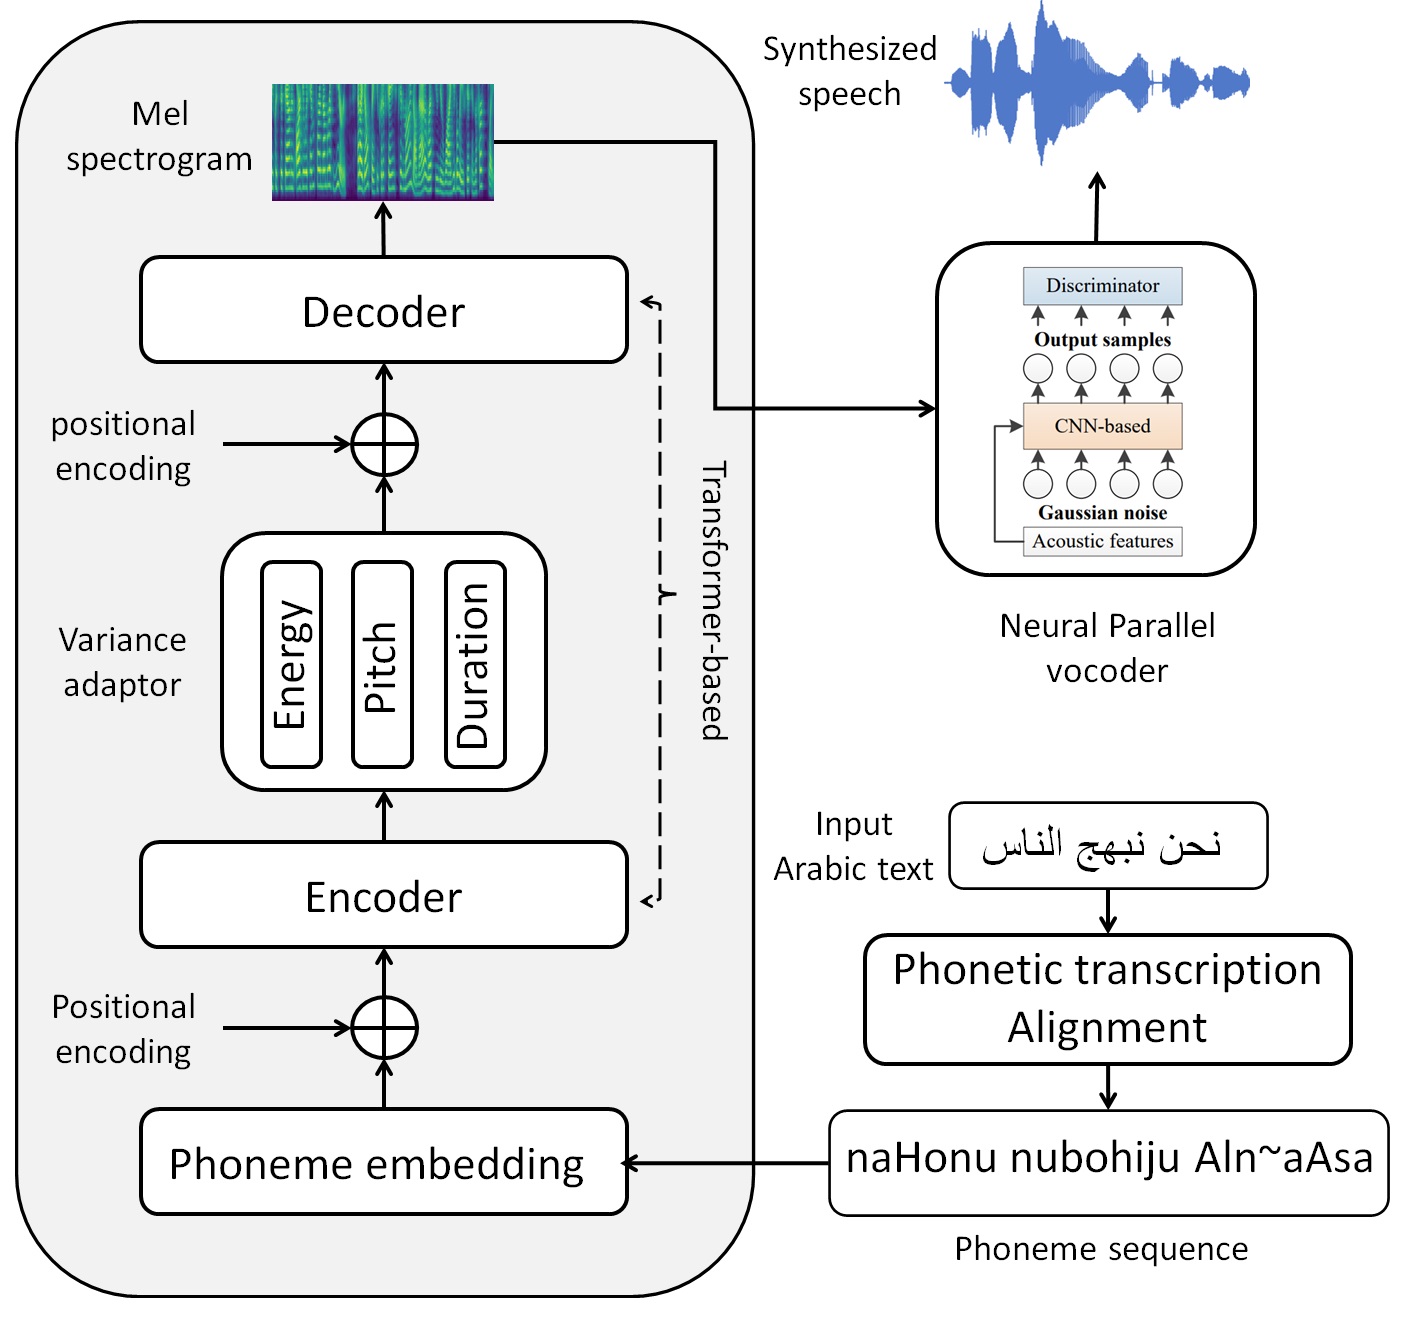 Mel
spectrogram
Decoder
positional
encoding
Variance
adaptor
Energy
Pitch
Duration
Transformer-based
Encoder
Positional
encoding
Phoneme embedding
Synthesized
speech
Discriminator
Output samples
CNN-based
Gaussian noise
Acoustic features
Neural Parallel
vocoder
Input
Arabic text
نحن نبهج الناس
Phonetic transcription
Alignment
naHonu nubohiju Aln~aAsa
Phoneme sequence